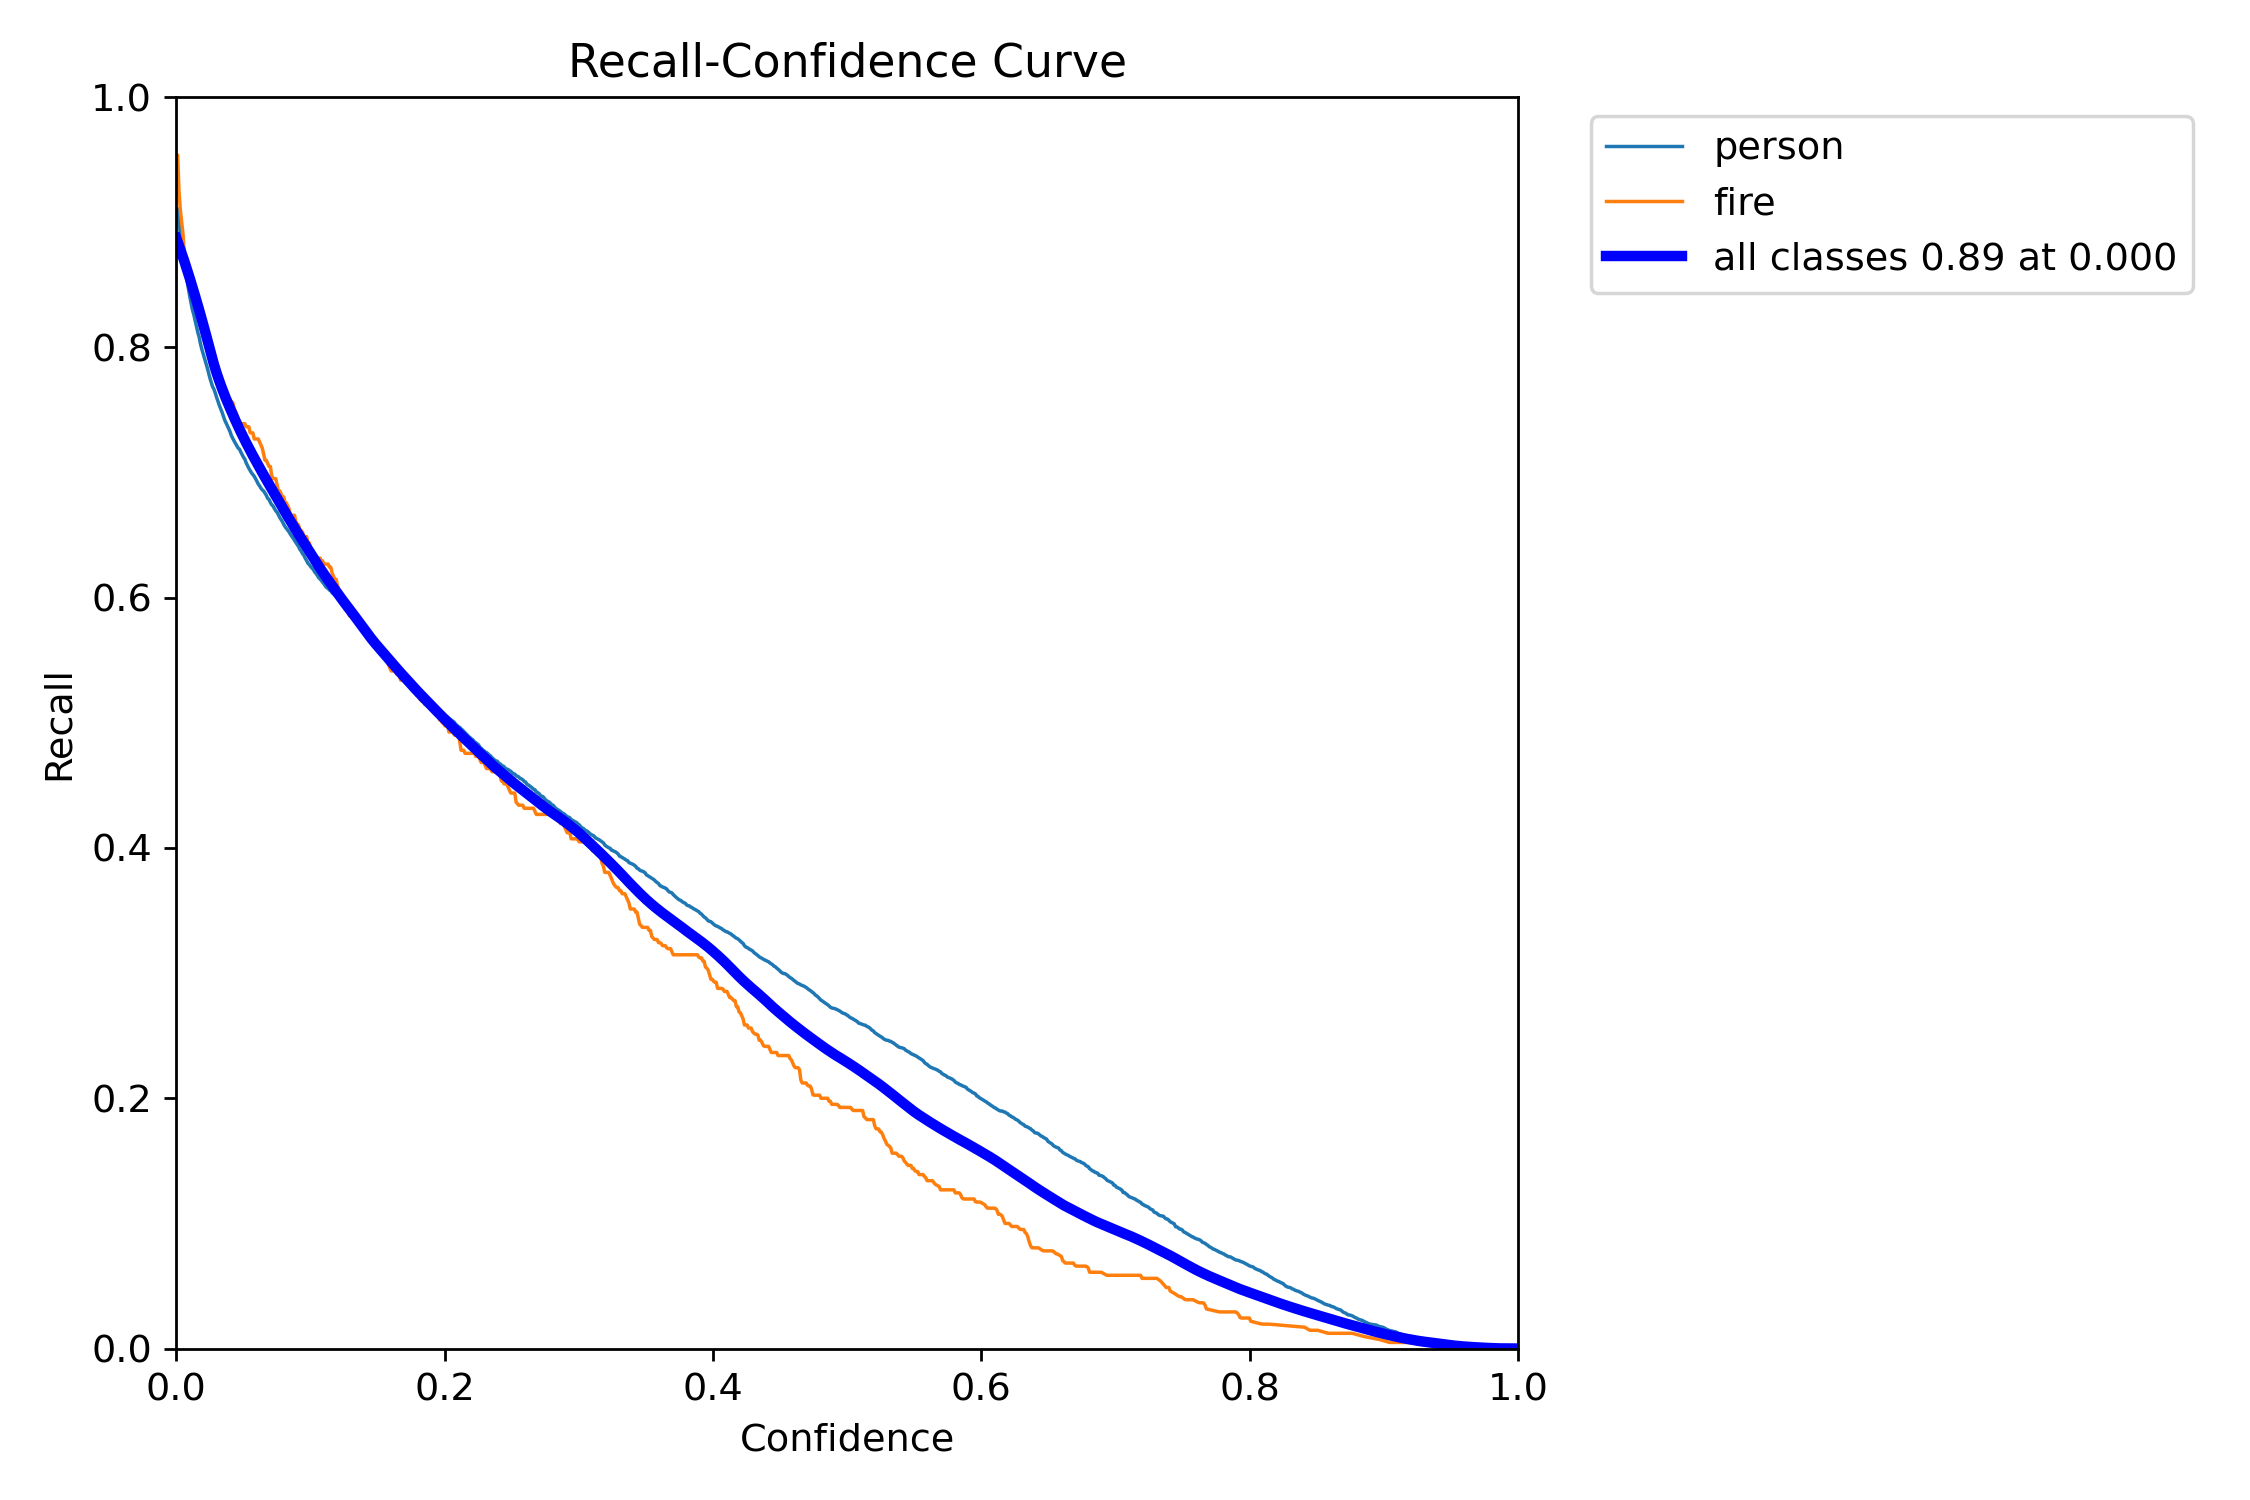 Recall-Confidence Curve
1.0
0.8
0.6
0.4
0.2
0.0
Recall
0.0 0.2 0.4 0.6 0.8 1.0
Confidence
person
fire
all classes 0.89 at 0.000